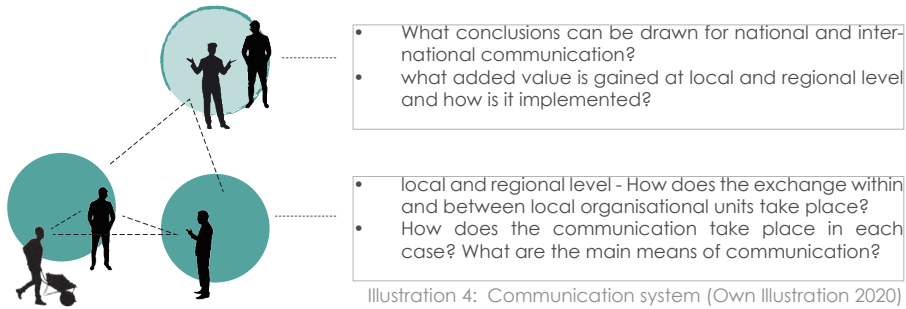 • What conclusions can be drawn for national and inter-
national communication?
• what added value is gained at local and regional level
and how is it implemented?
• local and regional level - How does the exchange within
and between local organisational units take place?
• How does the communication take place in each
case? What are the main means of communication?
Illustration 4: Communication system (Own Illustration 2020)